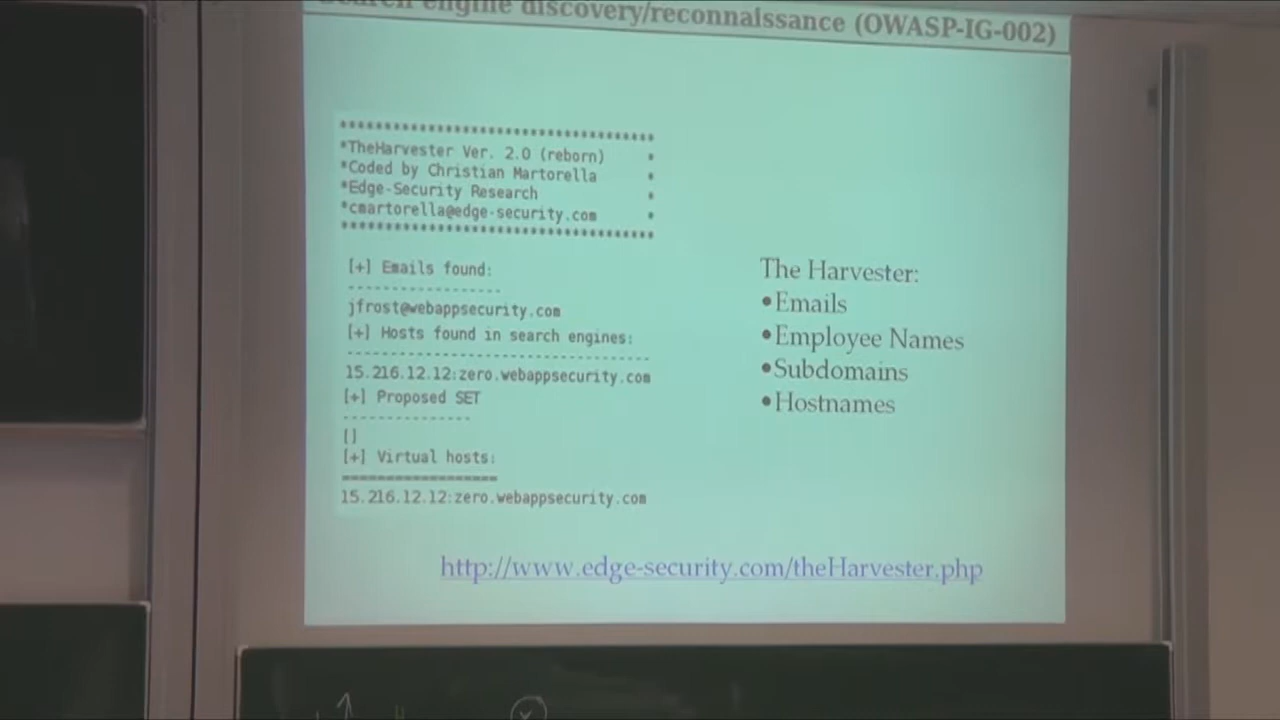 Search engine discovery/reconnaissance (OWASP-IG-002)
***********************************
*TheHarvester Ver. 2.0 (reborn) *
*Coded by Christian Martorella *
*Edge-Security Research *
*cmartorella@edge-security.com *
***********************************
[+] Emails found:
------------------
jfrost@webappsecurity.com
[+] Hosts found in search engines:
------------------------------------
15.216.12.12:zero.webappsecurity.com
[+] Proposed SET
---------------
[]
[+] Virtual hosts:
==================
15.216.12.12:zero.webappsecurity.com
The Harvester:
•Emails
•Employee Names
•Subdomains
•Hostnames
http://www.edge-security.com/theHarvester.php